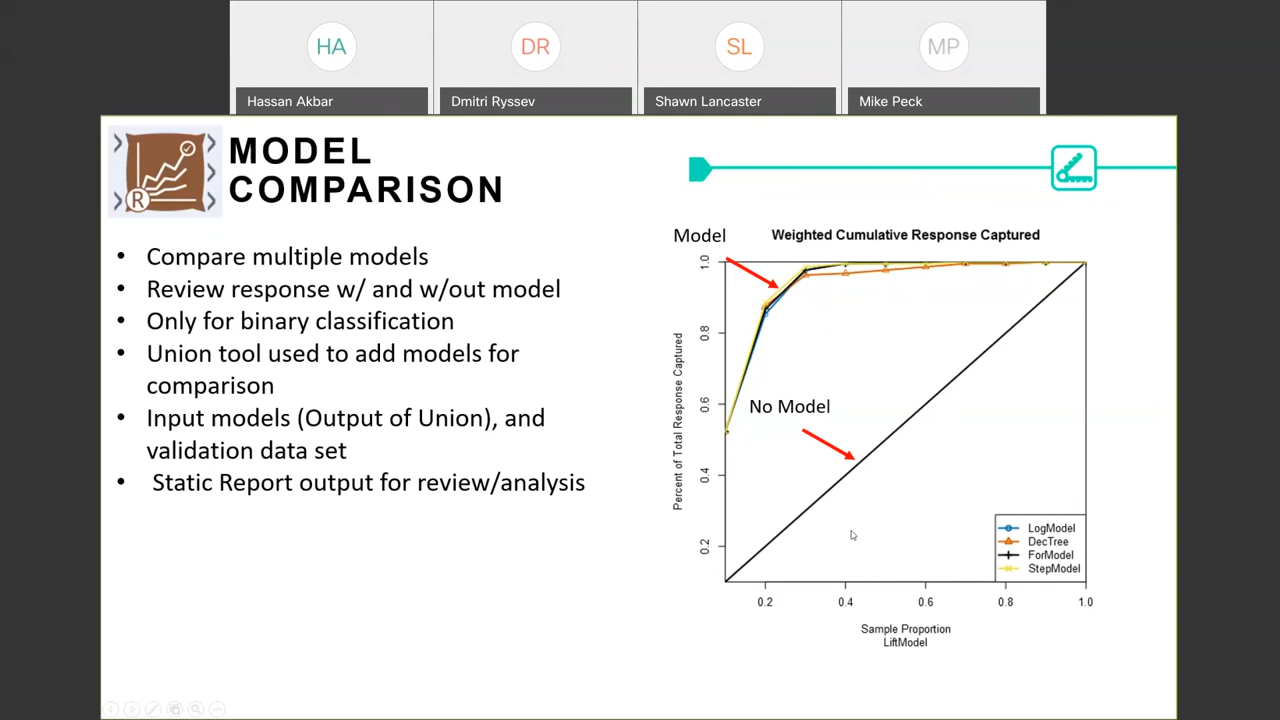 HA
DR
SL
MP
Hassan Akbar
Dmitri Ryssev
Shawn Lancaster
Mike Peck
R
MODEL
COMPARISON
• Compare multiple models
• Review response w/ and w/out model
• Only for binary classification
• Union tool used to add models for
comparison
• Input models (Output of Union), and
validation data set
• Static Report output for review/analysis
Model
Weighted Cumulative Response Captured
No Model
Percent of Total Response Captured
1.0
0.8
0.6
0.4
0.2
LogModel
DecTree
ForModel
StepModel
0.2
0.4
0.6
0.8
1.0
Sample Proportion
LiftModel